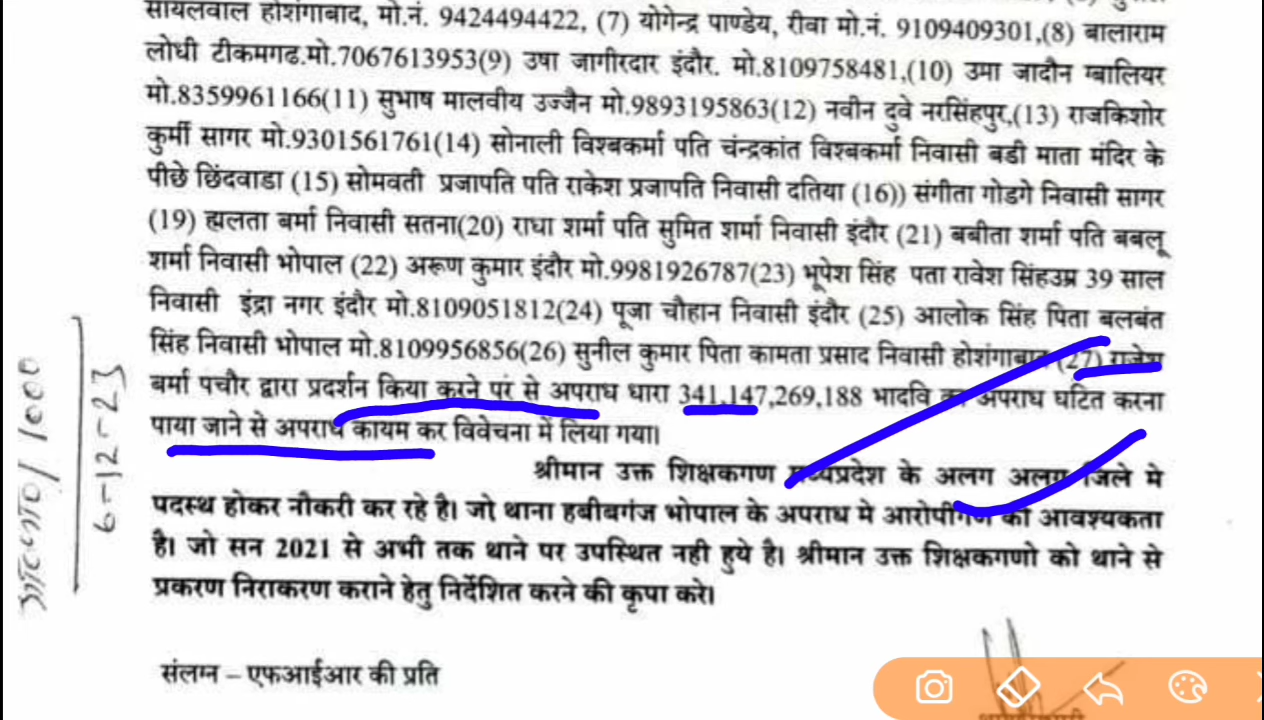 सायलवाल होशंगाबाद, मो.नं. 9424494422, (7) योगेन्द्र पाण्डेय, रीवा मो.नं. 9109409301,(8) बालाराम
लोधी टीकमगढ.मो.7067613953(9) उषा जागीरदार इंदौर. मो.8109758481,(10) उमा जादौन ग्बालियर
मो.8359961166(11) सुभाष मालवीय उज्जैन मो.9893195863(12) नवीन दुवे नरसिंहपुर,(13) राजकिशोर
कुर्मी सागर मो.9301561761(14) सोनाली विश्बकर्मा पति चंन्द्रकांत विश्बकर्मा निवासी बडी माता मंदिर के
पीछे छिंदवाडा (15) सोमवती प्रजापति पति राकेश प्रजापति निवासी दतिया (16)) संगीता गोडगे निवासी सागर
(19) ह्मलता बर्मा निवासी सतना(20) राधा शर्मा पति सुमित शर्मा निवासी इंदौर (21) बबीता शर्मा पति बबलू
शर्मा निवासी भोपाल (22) अरूण कुमार इंदौर मो.9981926787(23) भूपेश सिंह पता रावेश सिंहउम्र 39 साल
निवासी इंद्रा नगर इंदौर मो.8109051812(24) पूजा चौहान निवासी इंदौर (25) आलोक सिंह पिता बलबंत
सिंह निवासी भोपाल मो.8109956856(26) सुनील कुमार पिता कामता प्रसाद निवासी होशंगाबाद (27) राजेश
बर्मा पचौर द्वारा प्रदर्शन किया करने पर से अपराध धारा 341,147,269,188 भादवि का अपराध घटित करना
पाया जाने से अपराध कायम कर विवेचना में लिया गया।
श्रीमान उक्त शिक्षकगण मध्यप्रदेश के अलग अलग जिले मे
पदस्थ होकर नौकरी कर रहे है। जो थाना हबीबगंज भोपाल के अपराध मे आरोपीगण की आवश्यकता
है। जो सन 2021 से अभी तक थाने पर उपस्थित नही हुये है। श्रीमान उक्त शिक्षकगणो को थाने से
प्रकरण निराकरण कराने हेतु निर्देशित करने की कृपा करे।
संलग्न – एफआईआर की प्रति
/1000
6-12-23